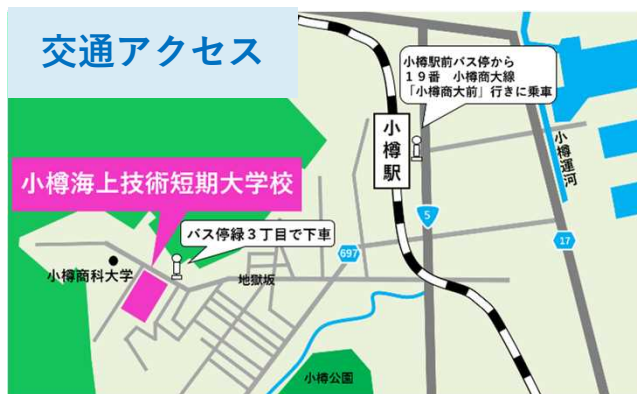 交通アクセス
小樽駅前バス停から
１９番　小樽商大線
「小樽商大前」行きに乗車
小樽駅
小樽運河
小樽海上技術短期大学校
バス停緑３丁目で下車
5
17
697
小樽商科大学
地獄坂
小樽公園